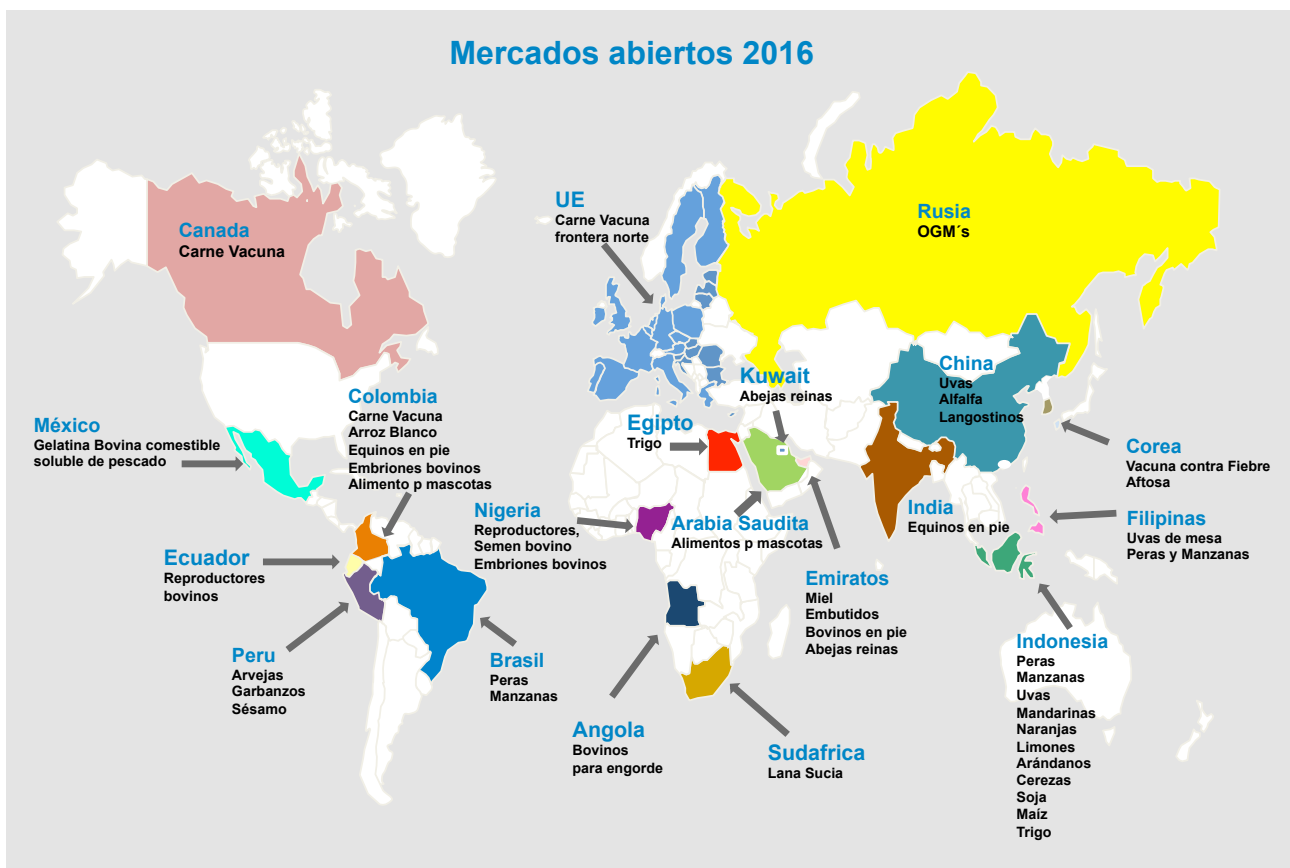 Mercados abiertos 2016
Canada
Carne Vacuna
UE
Carne Vacuna
frontera norte
Rusia
OGM´s
México
Gelatina Bovina comestible
soluble de pescado
Colombia
Carne Vacuna
Arroz Blanco
Equinos en pie
Embriones bovinos
Alimento p mascotas
Kuwait
Abejas reinas
China
Uvas
Alfalfa
Langostinos
Egipto
Trigo
Corea
Vacuna contra Fiebre
Aftosa
Nigeria
Reproductores,
Semen bovino
Embriones bovinos
Arabia Saudita
Alimentos p mascotas
India
Equinos en pie
Filipinas
Uvas de mesa
Peras y Manzanas
Ecuador
Reproductores
bovinos
Emiratos
Miel
Embutidos
Bovinos en pie
Abejas reinas
Peru
Arvejas
Garbanzos
Sésamo
Brasil
Peras
Manzanas
Angola
Bovinos
para engorde
Sudafrica
Lana Sucia
Indonesia
Peras
Manzanas
Uvas
Mandarinas
Naranjas
Limones
Arándanos
Cerezas
Soja
Maíz
Trigo